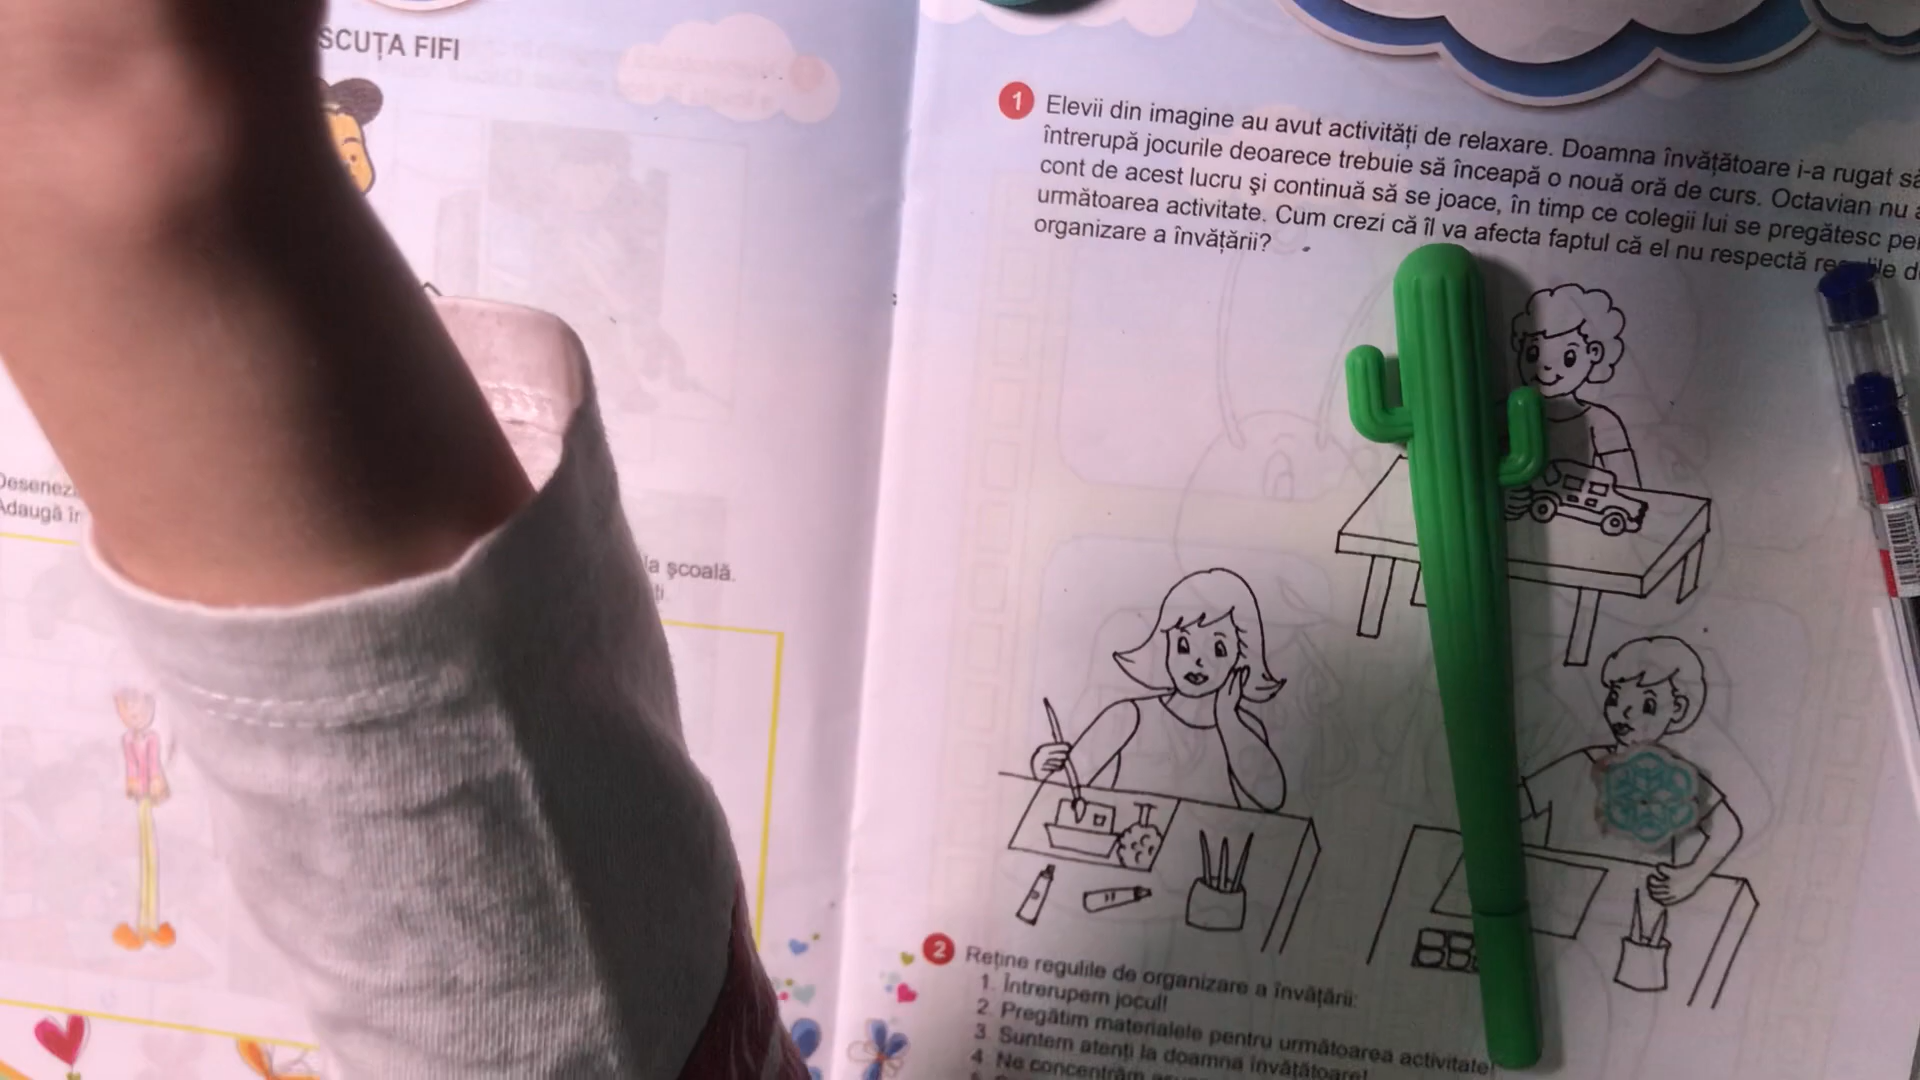 SCUȚA FIFI
Adaugă în
la școală.
1 Elevii din imagine au avut activități de relaxare. Doamna învățătoare i-a rugat să
întrerupă jocurile deoarece trebuie să înceapă o nouă oră de curs. Octavian nu
cont de acest lucru și continuă să se joace, în timp ce colegii lui se pregătesc
următoarea activitate. Cum crezi că îl va afecta faptul că el nu respectă
organizare a învățării?
2 Reține regulile de organizare a învățării:
1. Întrerupem jocul!
2. Pregătim materialele pentru următoarea activitate!
3. Suntem atenți la doamna învățătoare!
4. Ne concentrăm